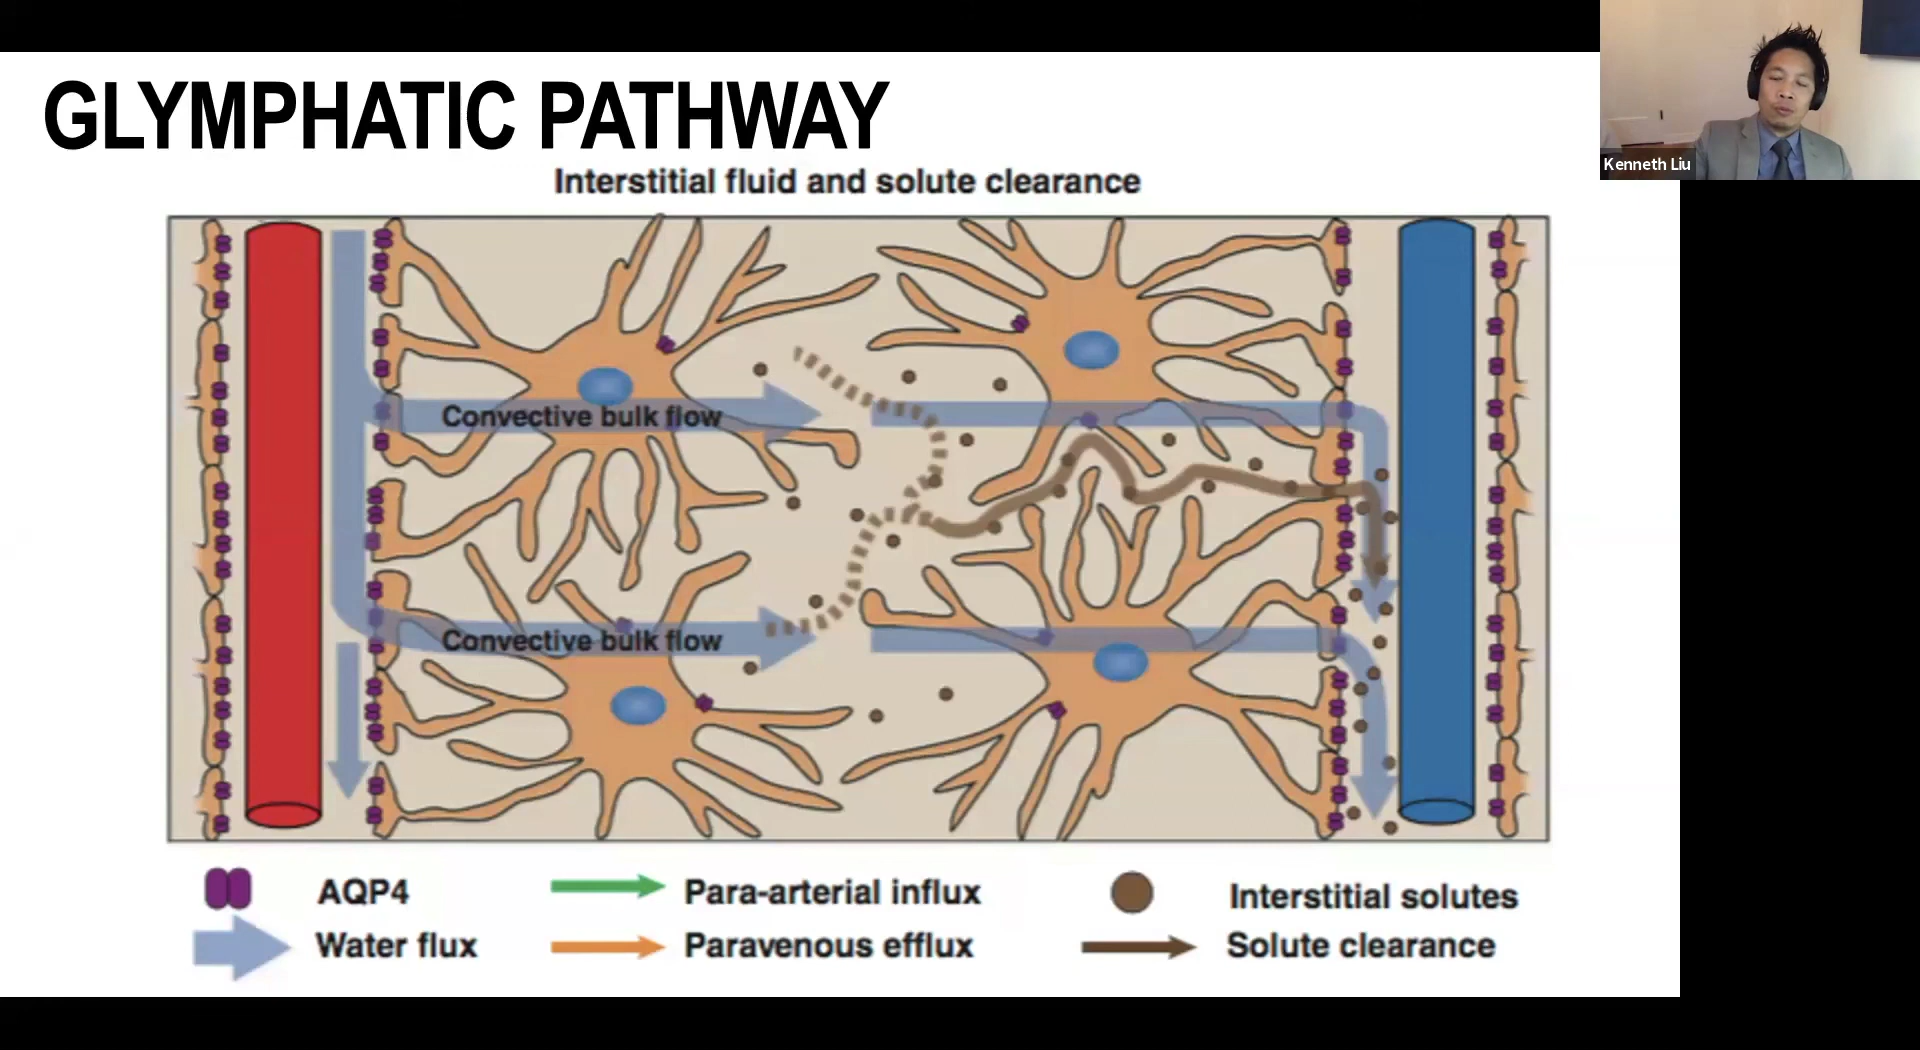 GLYMPHATIC PATHWAY
Kenneth Liu
Interstitial fluid and solute clearance
Convective bulk flow
Convective bulk flow
AQP4
Para-arterial influx
Interstitial solutes
Water flux
Paravenous efflux
Solute clearance